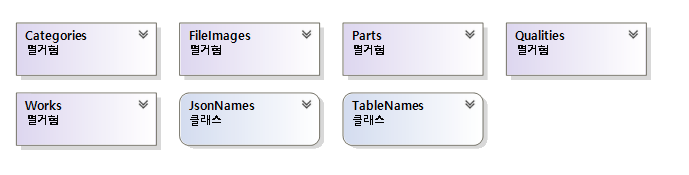 Categories
열거형
FileImages
열거형
Parts
열거형
Qualities
열거형
Works
열거형
JsonNames
클래스
TableNames
클래스